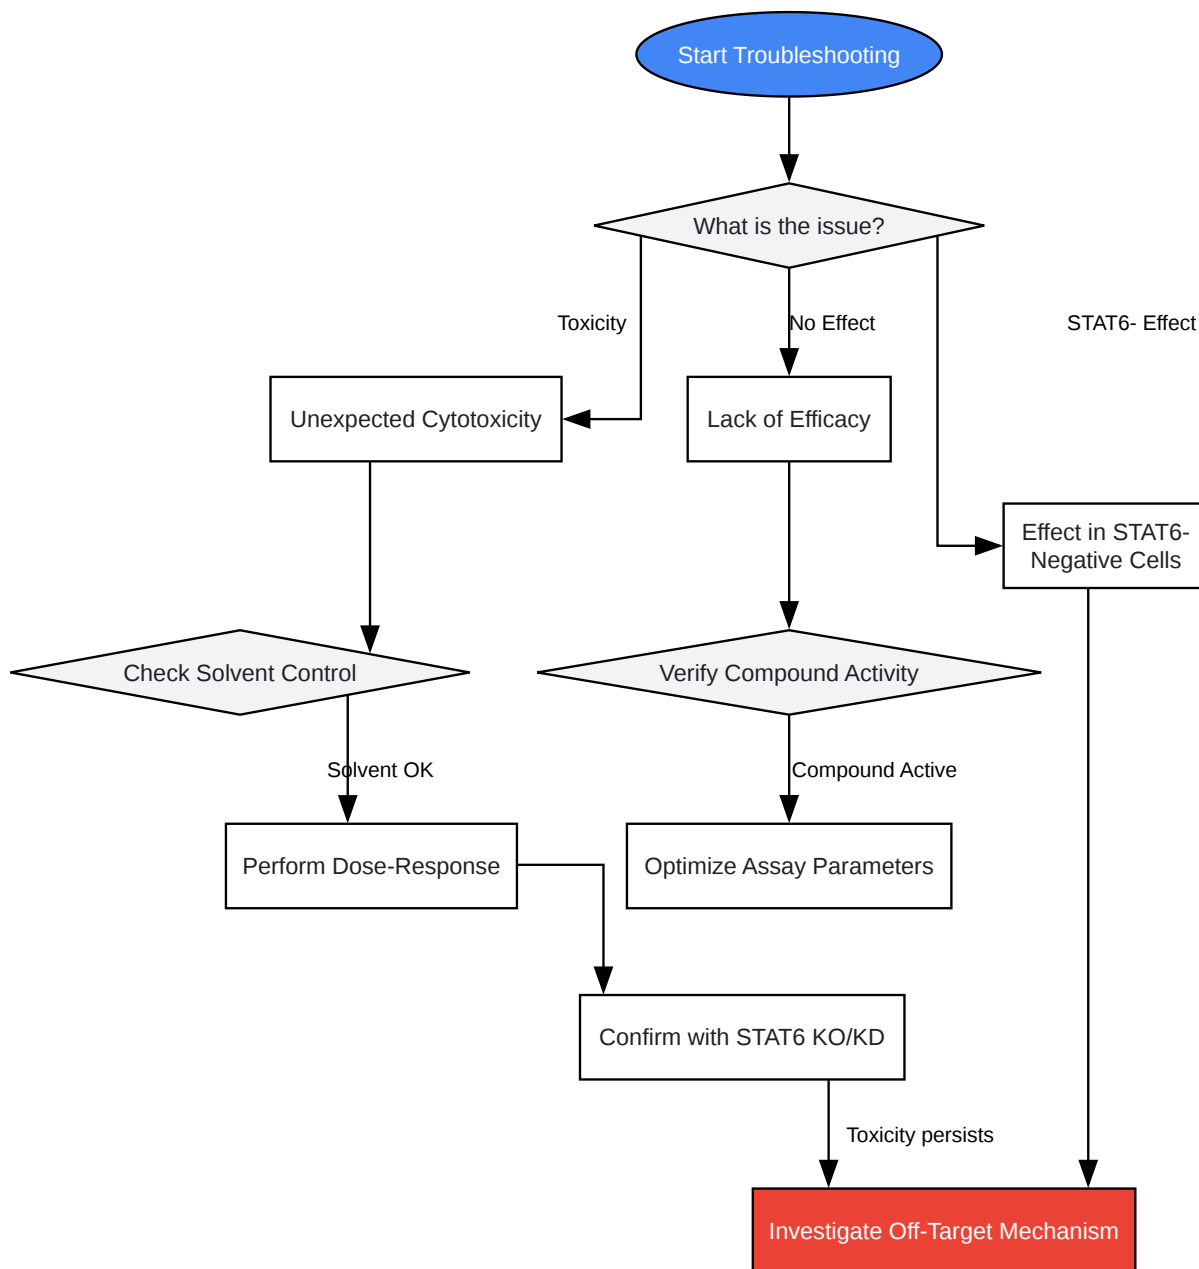 Start Troubleshooting
What is the issue?
Toxicity
No Effect
STAT6- Effect
Unexpected Cytotoxicity
Lack of Efficacy
Effect in STAT6-
Negative Cells
Check Solvent Control
Verify Compound Activity
Solvent OK
Compound Active
Perform Dose-Response
Optimize Assay Parameters
Confirm with STAT6 KO/KD
Toxicity persists
Investigate Off-Target Mechanism